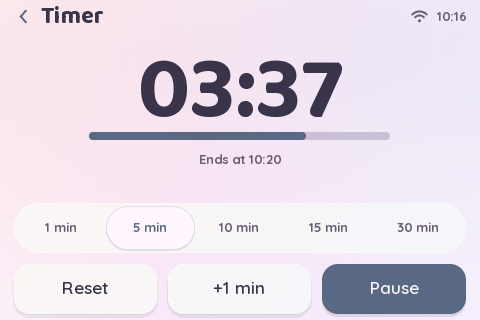 Timer
10:16
03:37
Ends at 10:20
1 min
5 min
10 min
15 min
30 min
Reset
+1 min
Pause